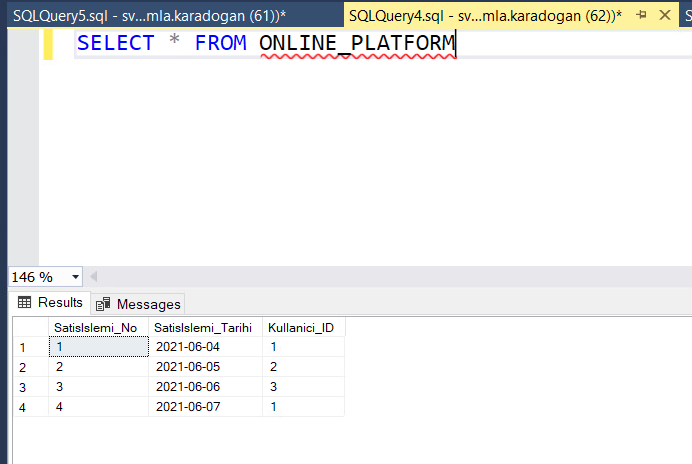 SQLQuery5.sql - sv...mla.karadogan (61))* SQLQuery4.sql - sv...mla.karadogan (62))* S
SELECT * FROM ONLINE_PLATFORM
146 %
Results Messages
SatisIslemi_No SatisIslemi_Tarihi Kullanici_ID
1 1 2021-06-04 1
2 2 2021-06-05 2
3 3 2021-06-06 3
4 4 2021-06-07 1